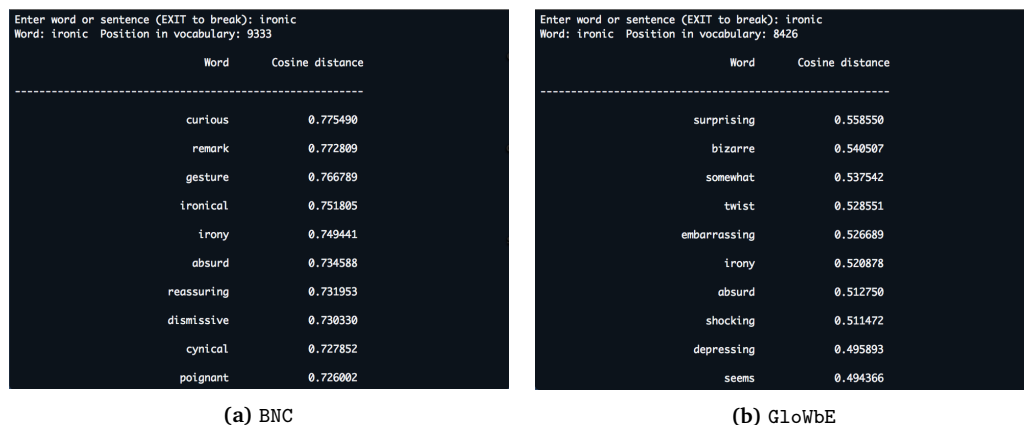 Enter word or sentence (EXIT to break): ironic
Word: ironic  Position in vocabulary: 9333
Word  Cosine distance
------------------------------------------------------------
curious  0.775490
remark  0.772809
gesture  0.766789
ironical  0.751805
irony  0.749441
absurd  0.734588
reassuring  0.731953
dismissive  0.730330
cynical  0.727852
poignant  0.726002
(a) BNC
Enter word or sentence (EXIT to break): ironic
Word: ironic  Position in vocabulary: 8426
Word  Cosine distance
------------------------------------------------------------
surprising  0.558550
bizarre  0.540507
somewhat  0.537542
twist  0.528551
embarrassing  0.526689
irony  0.520878
absurd  0.512750
shocking  0.511472
depressing  0.495893
seems  0.494366
(b) GloWbE